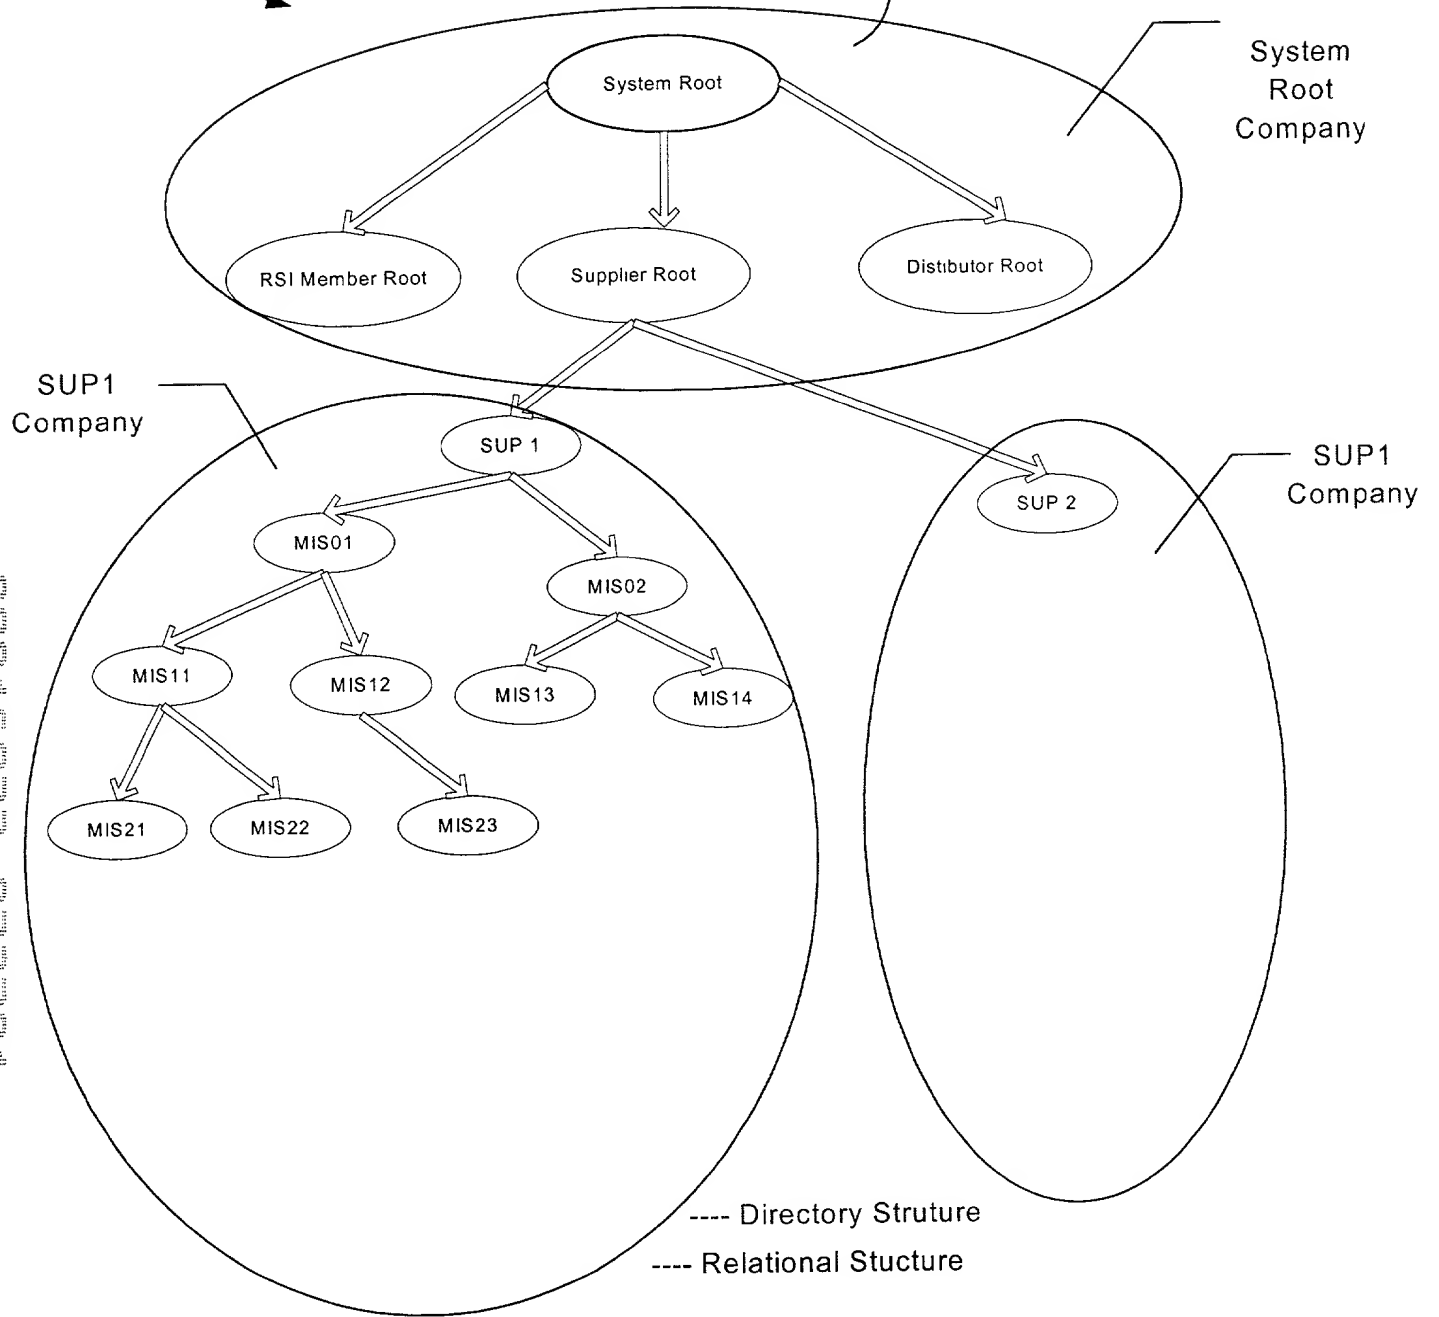 System
Root
Company
System Root
RSI Member Root
Supplier Root
Distibutor Root
SUP1
Company
SUP 1
SUP 2
SUP1
Company
MIS01
MIS02
MIS11
MIS12
MIS13
MIS14
MIS21
MIS22
MIS23
---- Directory Struture
---- Relational Stucture